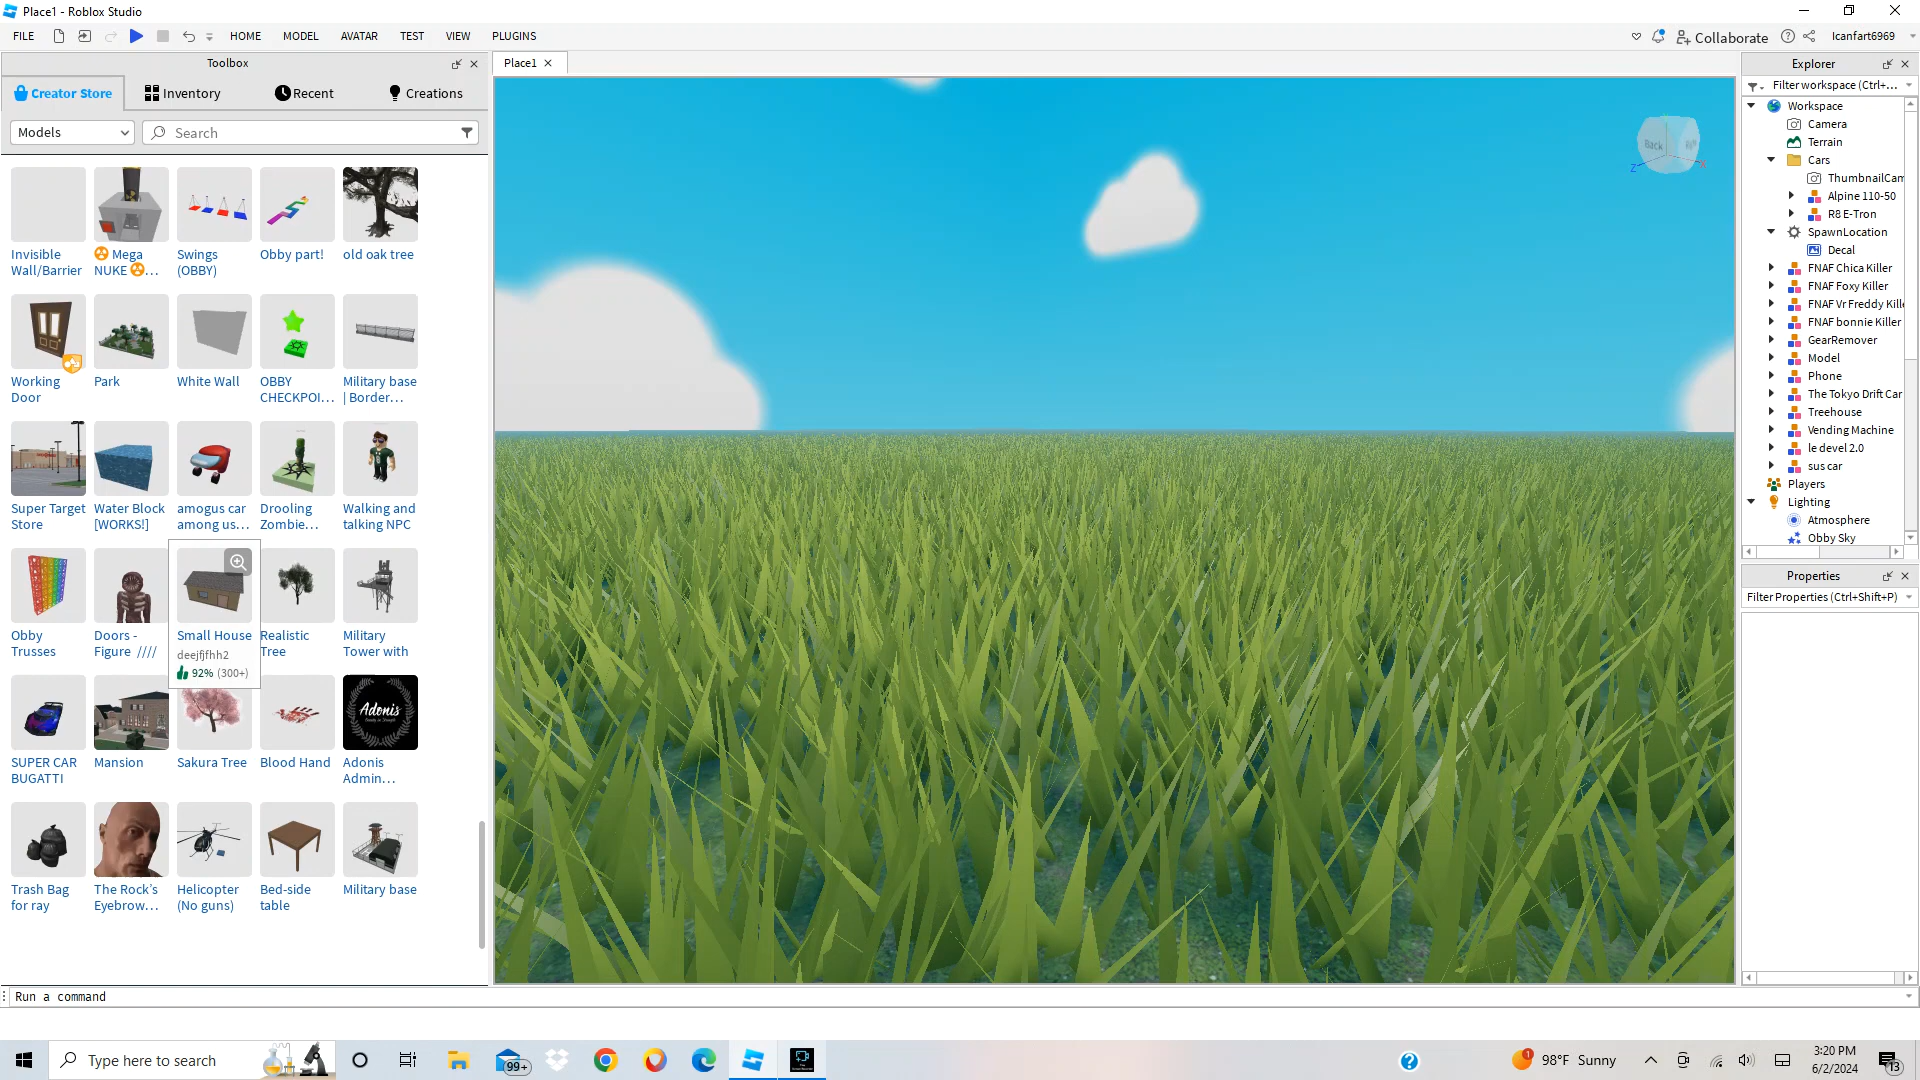 Place1 - Roblox Studio
FILE HOME MODEL AVATAR TEST VIEW PLUGINS Collaborate Icanfart6969
Toolbox
Creator Store Inventory Recent Creations
Models Search
Invisible Wall/Barrier
Mega NUKE ...
Swings (OBBY)
Obby part!
old oak tree
Working Door
Park
White Wall
OBBY CHECKPOI...
Military base | Border...
Super Target Store
Water Block [WORKS!]
amogus car among us...
Drooling Zombie...
Walking and talking NPC
Obby Trusses
Doors - Figure ////
Small House
deejfjfhh2
92% (300+)
Realistic Tree
Military Tower with
SUPER CAR BUGATTI
Mansion
Sakura Tree
Blood Hand
Adonis
Adonis Admin...
Trash Bag for ray
The Rock's Eyebrow...
Helicopter (No guns)
Bed-side table
Military base
Place1
Back
Z
X
Explorer
Filter workspace (Ctrl+...
Workspace
Camera
Terrain
Cars
ThumbnailCam
Alpine 110-50
R8 E-Tron
SpawnLocation
Decal
FNAF Chica Killer
FNAF Foxy Killer
FNAF Vr Freddy Kille
FNAF bonnie Killer
GearRemover
Model
Phone
The Tokyo Drift Car
Treehouse
Vending Machine
le devel 2.0
sus car
Players
Lighting
Atmosphere
Obby Sky
Properties
Filter Properties (Ctrl+Shift+P)
Run a command
Type here to search
99+
1
98°F Sunny
3:20 PM
6/2/2024
13